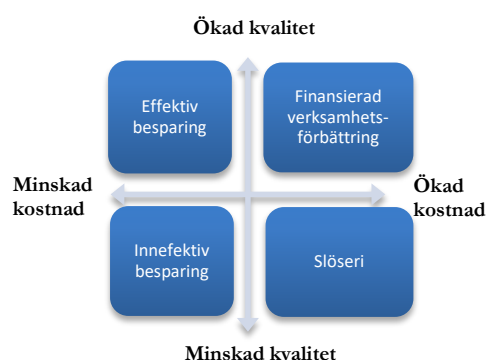 Ökad kvalitet
Effektiv
besparing
Finansierad
verksamhets-
förbättring
Minskad
kostnad
Ökad
kostnad
Innefektiv
besparing
Slöseri
Minskad kvalitet